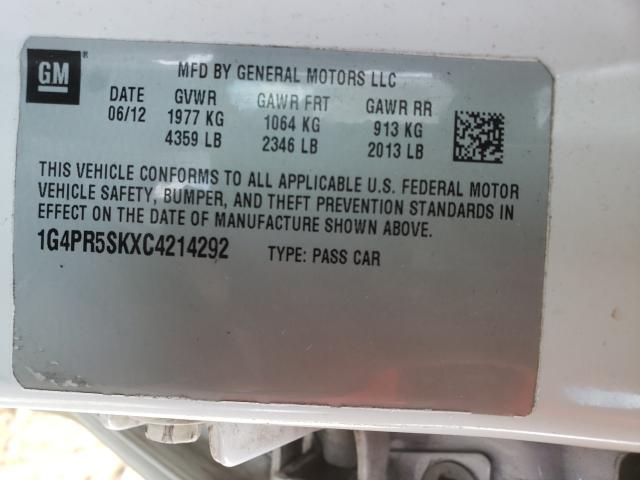 GM ®
MFD BY GENERAL MOTORS LLC
DATE GVWR GAWR FRT GAWR RR
06/12 1977 KG 1064 KG 913 KG
4359 LB 2346 LB 2013 LB
THIS VEHICLE CONFORMS TO ALL APPLICABLE U.S. FEDERAL MOTOR
VEHICLE SAFETY, BUMPER, AND THEFT PREVENTION STANDARDS IN
EFFECT ON THE DATE OF MANUFACTURE SHOWN ABOVE.
1G4PR5SKXC4214292 TYPE: PASS CAR